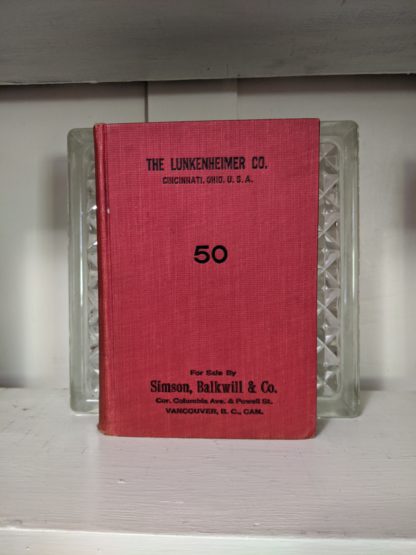 THE LUNKENHEIMER CO.
CINCINNATI, OHIO, U. S. A.
50
For Sale By
Simson, Balkwill & Co.
Cor. Columbia Ave. & Powell St.
VANCOUVER, B. C., CAN.